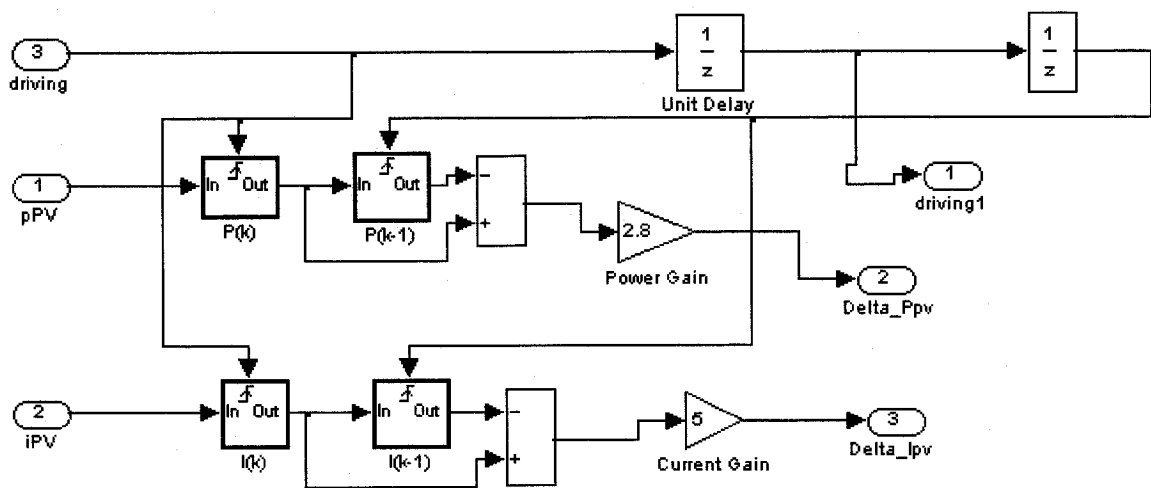 3
driving
1
z
Unit Delay
1
z
1
driving1
1
pPV
In
Out
P(k)
In
Out
P(k-1)
-
+
2.8
Power Gain
2
Delta_Ppv
2
iPV
In
Out
I(k)
In
Out
I(k-1)
-
+
5
Current Gain
3
Delta_Ipv